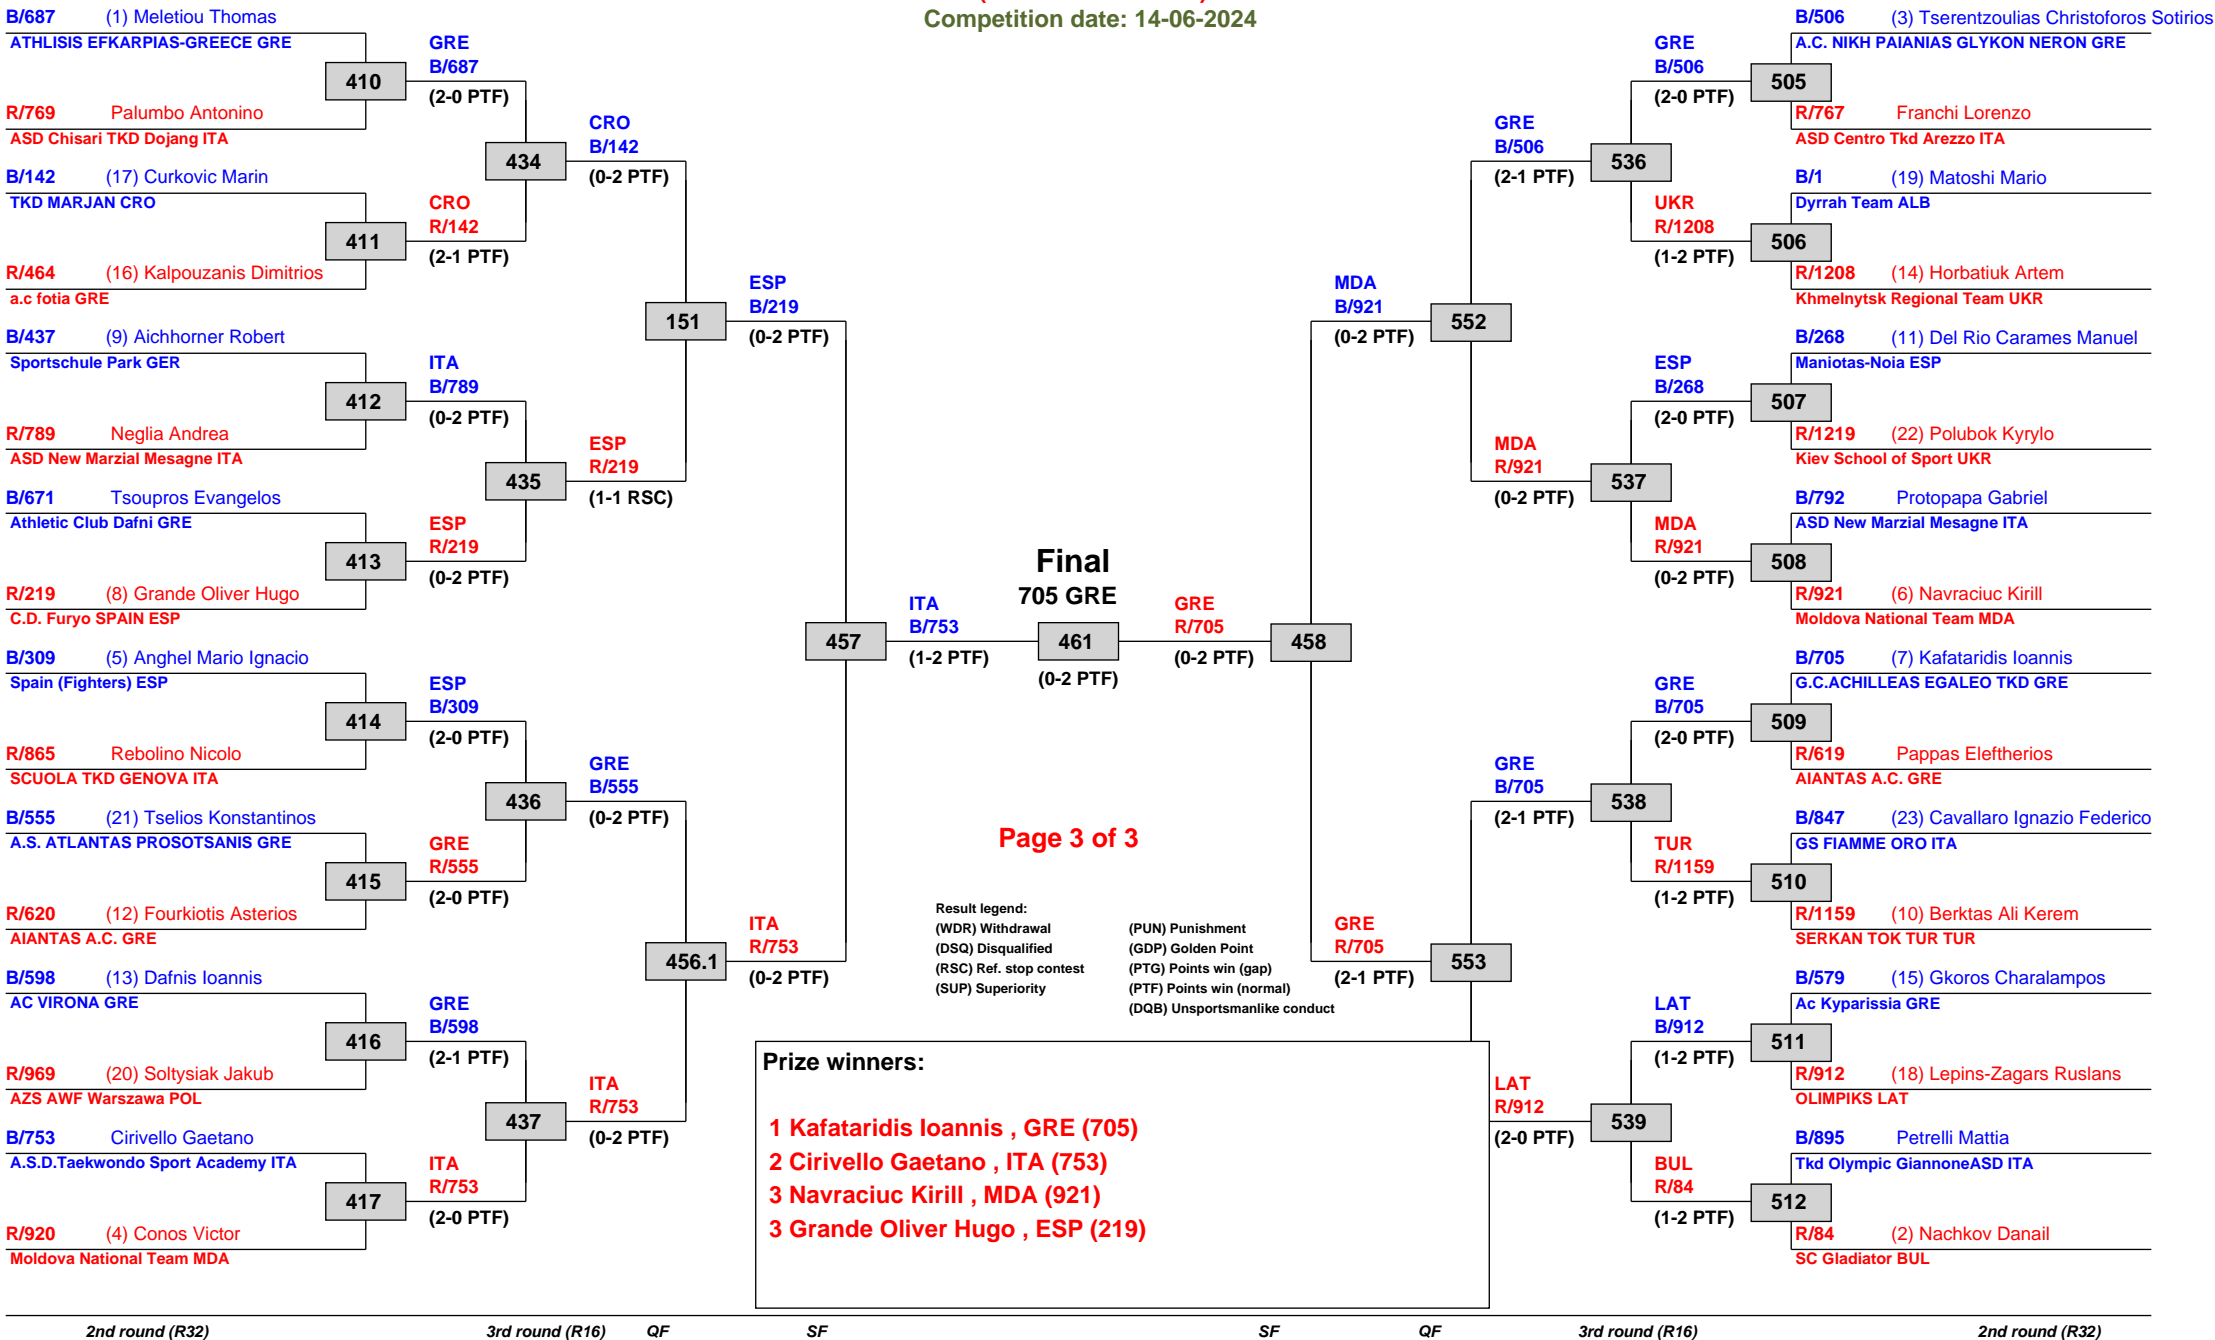 Competition date: 14-06-2024
B/687 (1) Meletiou Thomas
ATHLISIS EFKARPIAS-GREECE GRE
410
R/769 Palumbo Antonino
ASD Chisari TKD Dojang ITA
B/142 (17) Curkovic Marin
TKD MARJAN CRO
411
R/464 (16) Kalpouzanis Dimitrios
a.c fotia GRE
B/437 (9) Aichhorner Robert
Sportschule Park GER
412
R/789 Neglia Andrea
ASD New Marzial Mesagne ITA
B/671 Tsoupros Evangelos
Athletic Club Dafni GRE
413
R/219 (8) Grande Oliver Hugo
C.D. Furyo SPAIN ESP
B/309 (5) Anghel Mario Ignacio
Spain (Fighters) ESP
414
R/865 Rebolino Nicolo
SCUOLA TKD GENOVA ITA
B/555 (21) Tselios Konstantinos
A.S. ATLANTAS PROSOTSANIS GRE
415
R/620 (12) Fourkiotis Asterios
AIANTAS A.C. GRE
B/598 (13) Dafnis Ioannis
AC VIRONA GRE
416
R/969 (20) Soltysiak Jakub
AZS AWF Warszawa POL
B/753 Cirivello Gaetano
A.S.D.Taekwondo Sport Academy ITA
417
R/920 (4) Conos Victor
Moldova National Team MDA
GRE
B/687
(2-0 PTF)
434
CRO
R/142
(2-1 PTF)
ITA
B/789
(0-2 PTF)
435
ESP
R/219
(0-2 PTF)
ESP
B/309
(2-0 PTF)
436
GRE
R/555
(2-0 PTF)
GRE
B/598
(2-1 PTF)
437
ITA
R/753
(2-0 PTF)
CRO
B/142
(0-2 PTF)
151
ESP
R/219
(1-1 RSC)
GRE
B/555
(0-2 PTF)
456.1
ITA
R/753
(0-2 PTF)
ESP
B/219
(0-2 PTF)
457
ITA
R/753
(0-2 PTF)
ITA
B/753
(1-2 PTF)
Final
705 GRE
461
(0-2 PTF)
GRE
R/705
(0-2 PTF)
458
MDA
B/921
(0-2 PTF)
GRE
R/705
(2-1 PTF)
552
553
GRE
B/506
(2-1 PTF)
MDA
R/921
(0-2 PTF)
GRE
B/705
(2-1 PTF)
LAT
R/912
(2-0 PTF)
536
537
538
539
GRE
B/506
(2-0 PTF)
UKR
R/1208
(1-2 PTF)
ESP
B/268
(2-0 PTF)
MDA
R/921
(0-2 PTF)
GRE
B/705
(2-0 PTF)
TUR
R/1159
(1-2 PTF)
LAT
B/912
(1-2 PTF)
BUL
R/84
(1-2 PTF)
B/506 (3) Tserentzoulias Christoforos Sotirios
A.C. NIKH PAIANIAS GLYKON NERON GRE
505
R/767 Franchi Lorenzo
ASD Centro Tkd Arezzo ITA
B/1 (19) Matoshi Mario
Dyrrah Team ALB
506
R/1208 (14) Horbatiuk Artem
Khmelnytsk Regional Team UKR
B/268 (11) Del Rio Carames Manuel
Maniotas-Noia ESP
507
R/1219 (22) Polubok Kyrylo
Kiev School of Sport UKR
B/792 Protopapa Gabriel
ASD New Marzial Mesagne ITA
508
R/921 (6) Navraciuc Kirill
Moldova National Team MDA
B/705 (7) Kafataridis Ioannis
G.C.ACHILLEAS EGALEO TKD GRE
509
R/619 Pappas Eleftherios
AIANTAS A.C. GRE
B/847 (23) Cavallaro Ignazio Federico
GS FIAMME ORO ITA
510
R/1159 (10) Berktas Ali Kerem
SERKAN TOK TUR TUR
B/579 (15) Gkoros Charalampos
Ac Kyparissia GRE
511
R/912 (18) Lepins-Zagars Ruslans
OLIMPIKS LAT
B/895 Petrelli Mattia
Tkd Olympic GiannoneASD ITA
512
R/84 (2) Nachkov Danail
SC Gladiator BUL
Page 3 of 3
Result legend:
(WDR) Withdrawal (PUN) Punishment
(DSQ) Disqualified (GDP) Golden Point
(RSC) Ref. stop contest (PTG) Points win (gap)
(SUP) Superiority (PTF) Points win (normal)
(DQB) Unsportsmanlike conduct
Prize winners:
1 Kafataridis Ioannis , GRE (705)
2 Cirivello Gaetano , ITA (753)
3 Navraciuc Kirill , MDA (921)
3 Grande Oliver Hugo , ESP (219)
2nd round (R32) 3rd round (R16) QF SF SF QF 3rd round (R16) 2nd round (R32)